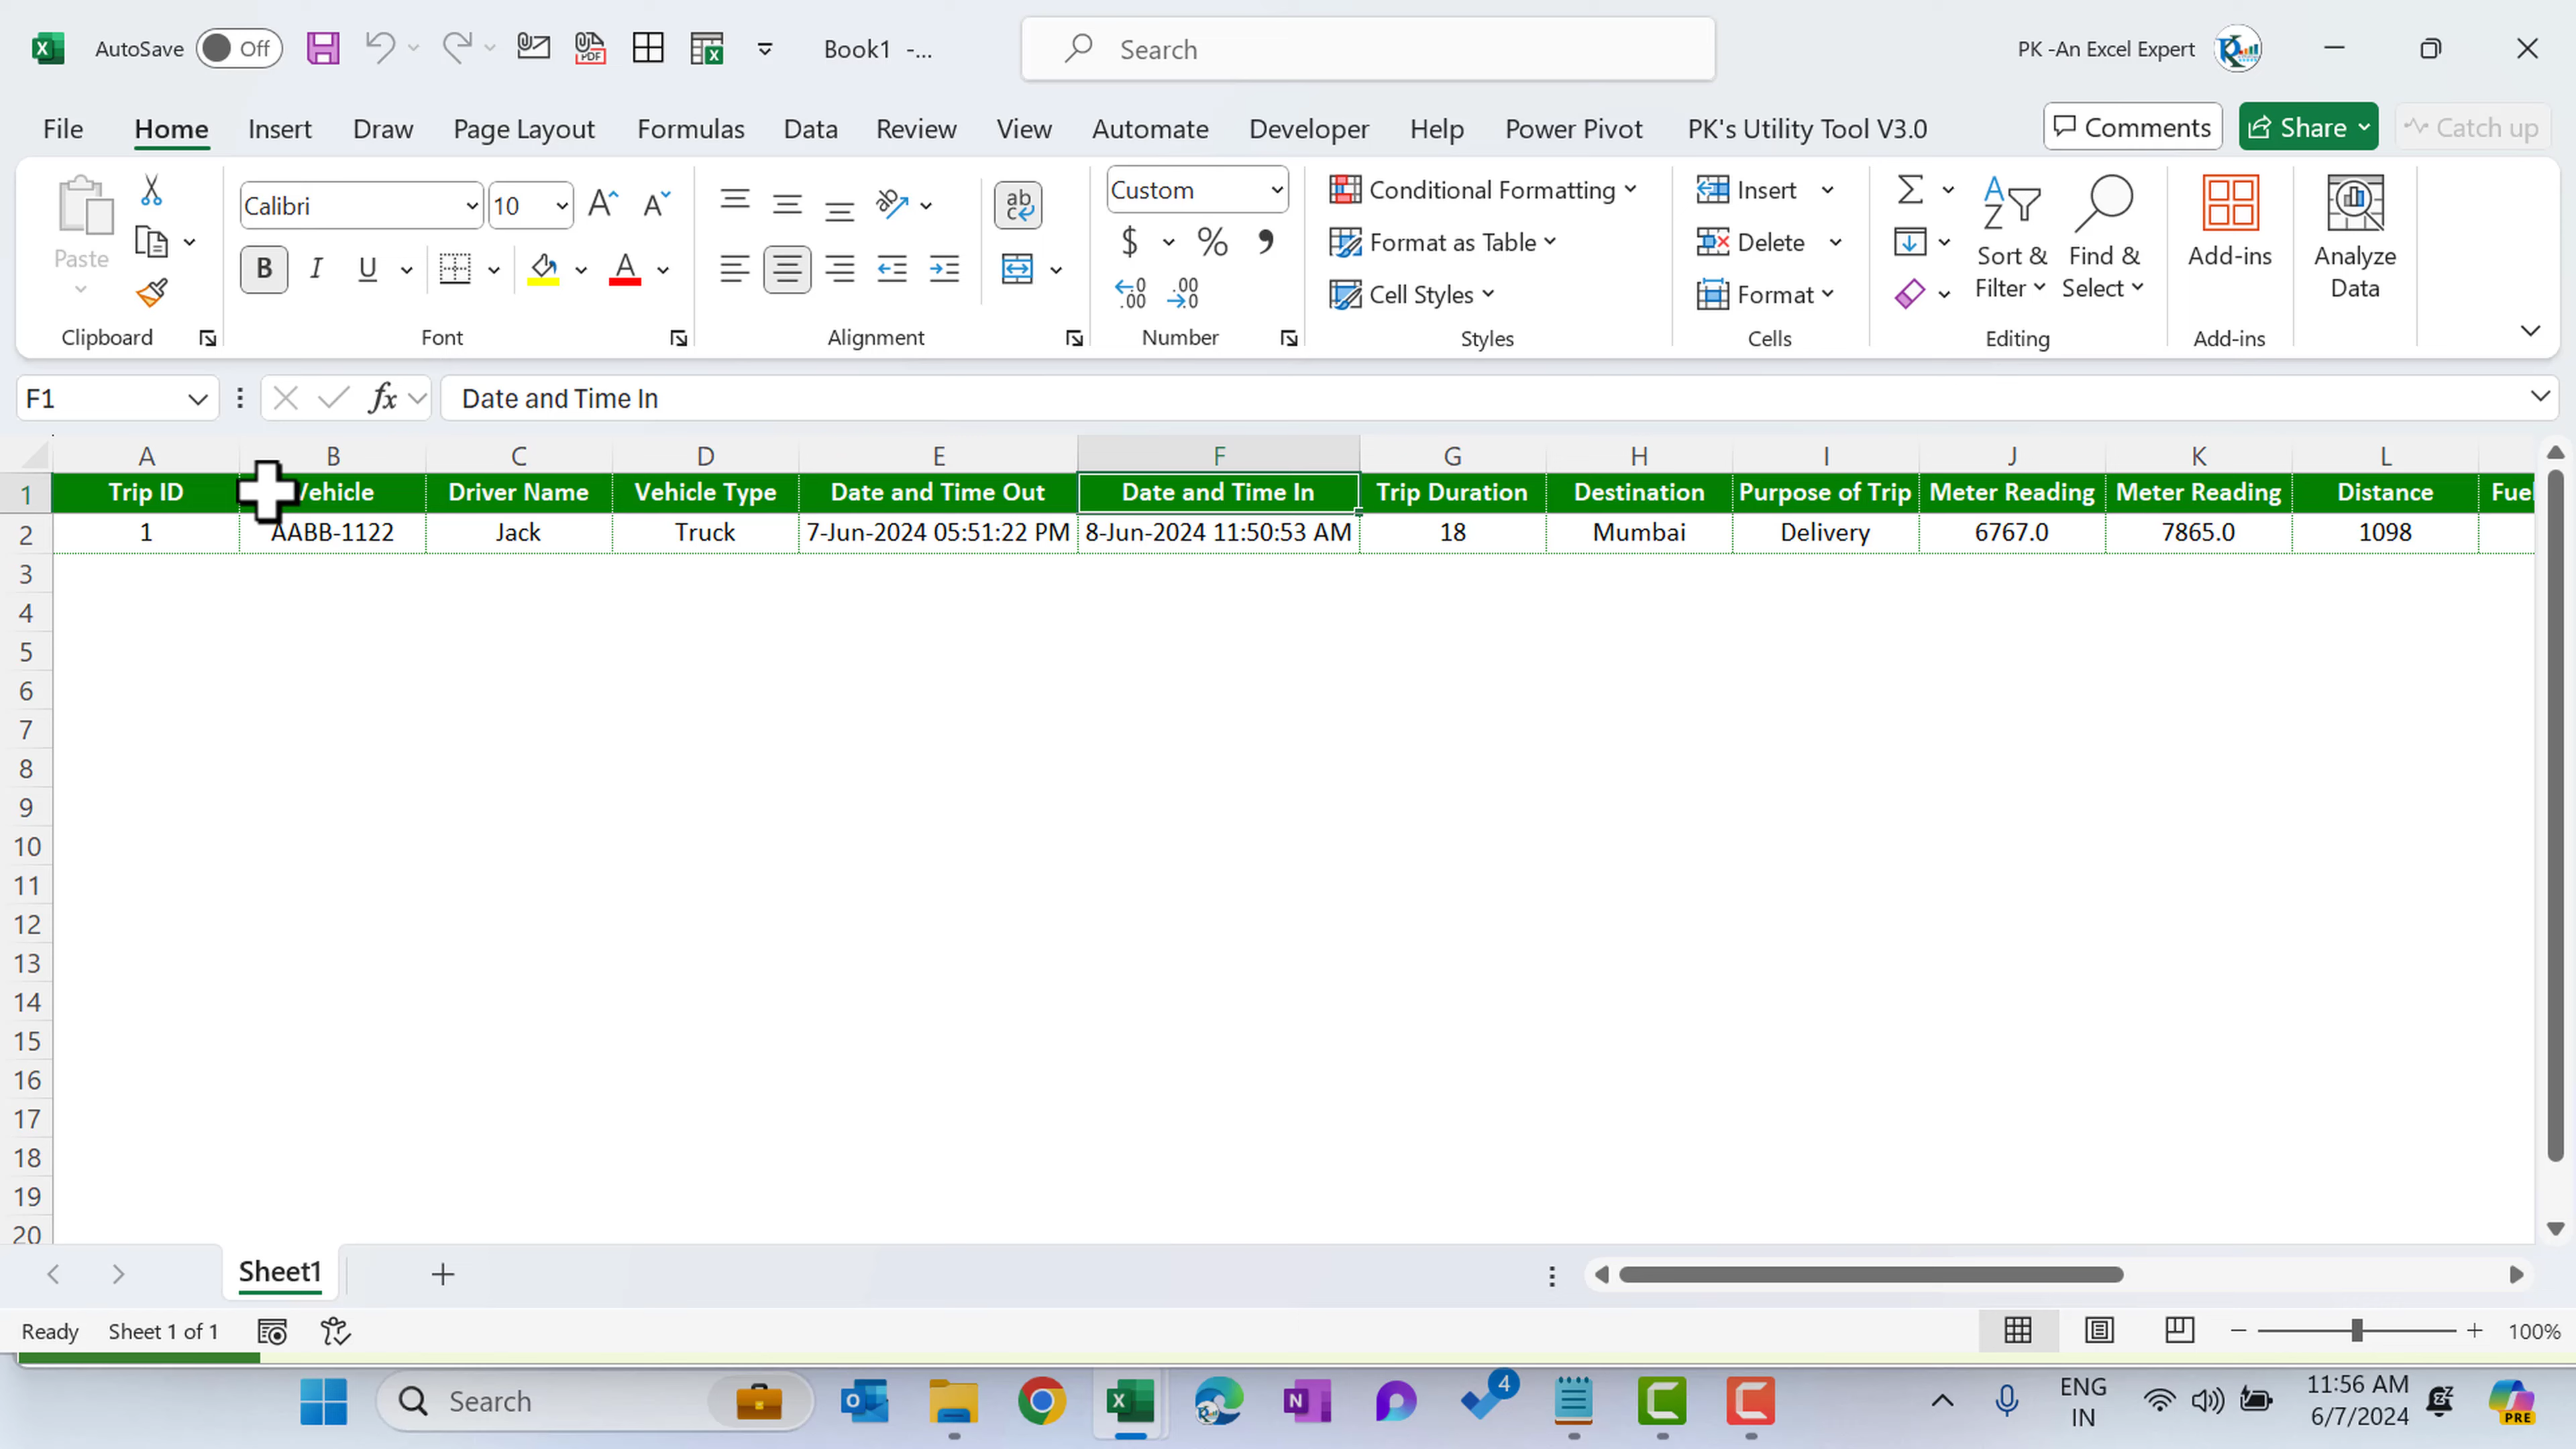 AutoSave Off Book1 -... Search PK -An Excel Expert
File Home Insert Draw Page Layout Formulas Data Review View Automate Developer Help Power Pivot PK's Utility Tool V3.0 Comments Share Catch up
Paste
Clipboard
Calibri 10
B I U A
Font
ab
c
Alignment
Custom
$ % ,
Number
Conditional Formatting
Format as Table
Cell Styles
Styles
Insert
Delete
Format
Cells
Sort &
Filter
Find &
Select
Editing
Add-ins
Add-ins
Analyze
Data
F1 fx Date and Time In
A B C D E F G H I J K L
1 Trip ID Vehicle Driver Name Vehicle Type Date and Time Out Date and Time In Trip Duration Destination Purpose of Trip Meter Reading Meter Reading Distance Fuel
2 1 AABB-1122 Jack Truck 7-Jun-2024 05:51:22 PM 8-Jun-2024 11:50:53 AM 18 Mumbai Delivery 6767.0 7865.0 1098
3
4
5
6
7
8
9
10
11
12
13
14
15
16
17
18
19
20
Sheet1
Ready Sheet 1 of 1 100%
Search 4 ENG 11:56 AM
IN 6/7/2024 PRE